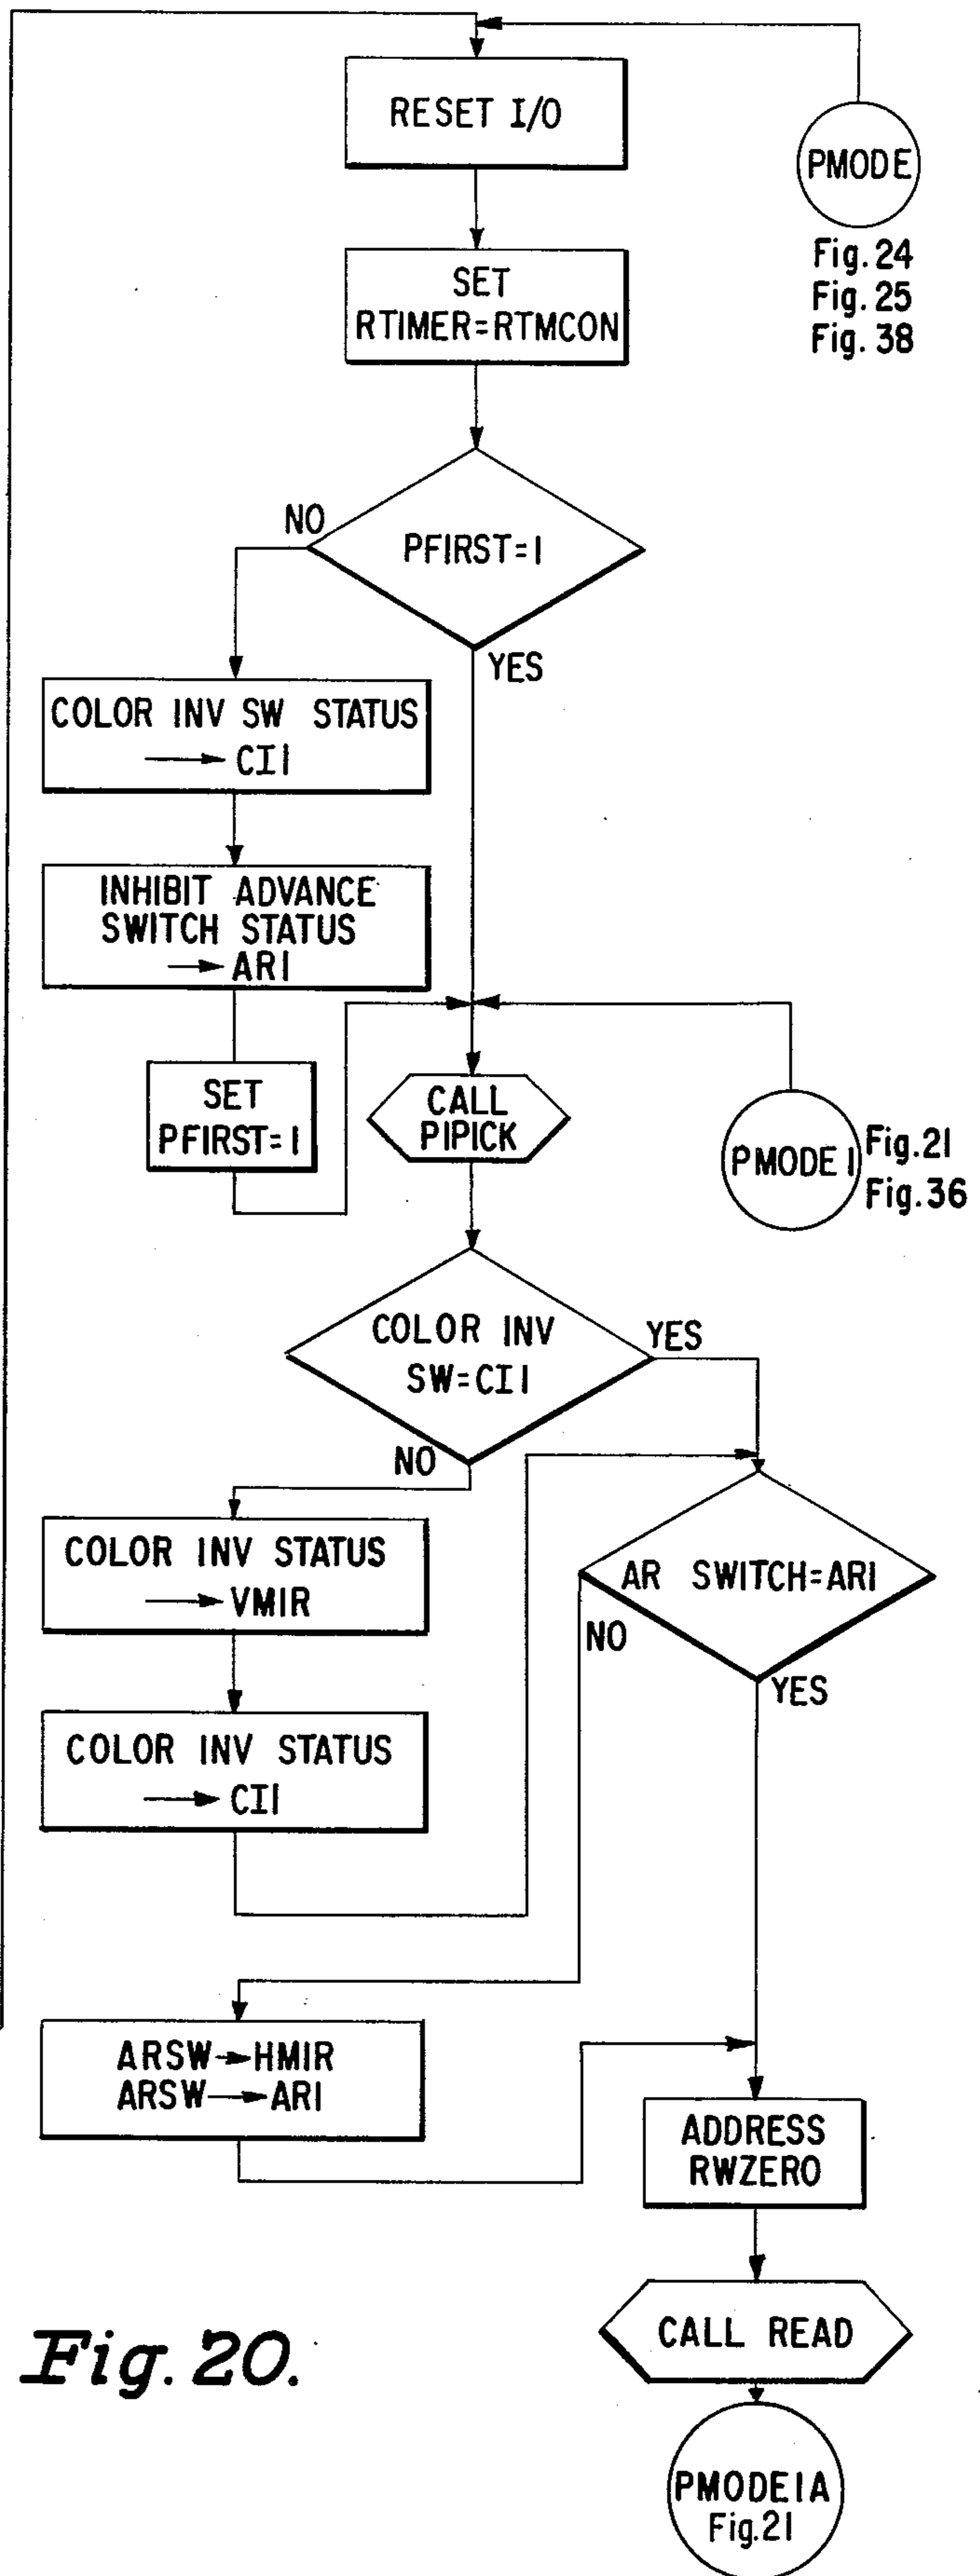 RESET I/O
PMODE
Fig. 24
Fig. 25
Fig. 38
SET
RTIMER=RTMCON
NO
PFIRST=1
YES
COLOR INV SW STATUS
→ CI1
INHIBIT ADVANCE
SWITCH STATUS
→ AR1
SET
PFIRST=1
CALL
PIPICK
PMODE 1
Fig. 21
Fig. 36
COLOR INV
SW=CI1
YES
NO
COLOR INV STATUS
→ VMIR
AR SWITCH=AR1
NO
YES
COLOR INV STATUS
→ CI1
ARSW→HMIR
ARSW→AR1
ADDRESS
RWZERO
CALL READ
Fig. 20.
PMODE1A
Fig. 21